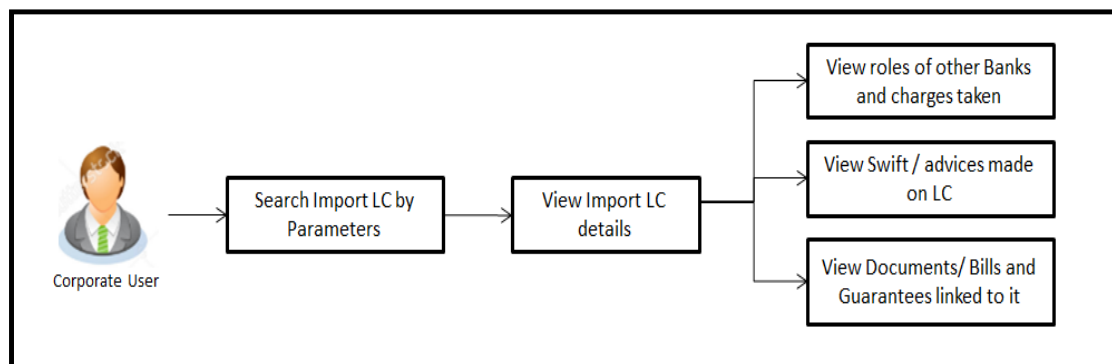 View roles of other Banks
and charges taken
Search Import LC by
Parameters
View Import LC
details
View Swift / advices made
on LC
View Documents/ Bills and
Guarantees linked to it
Corporate User